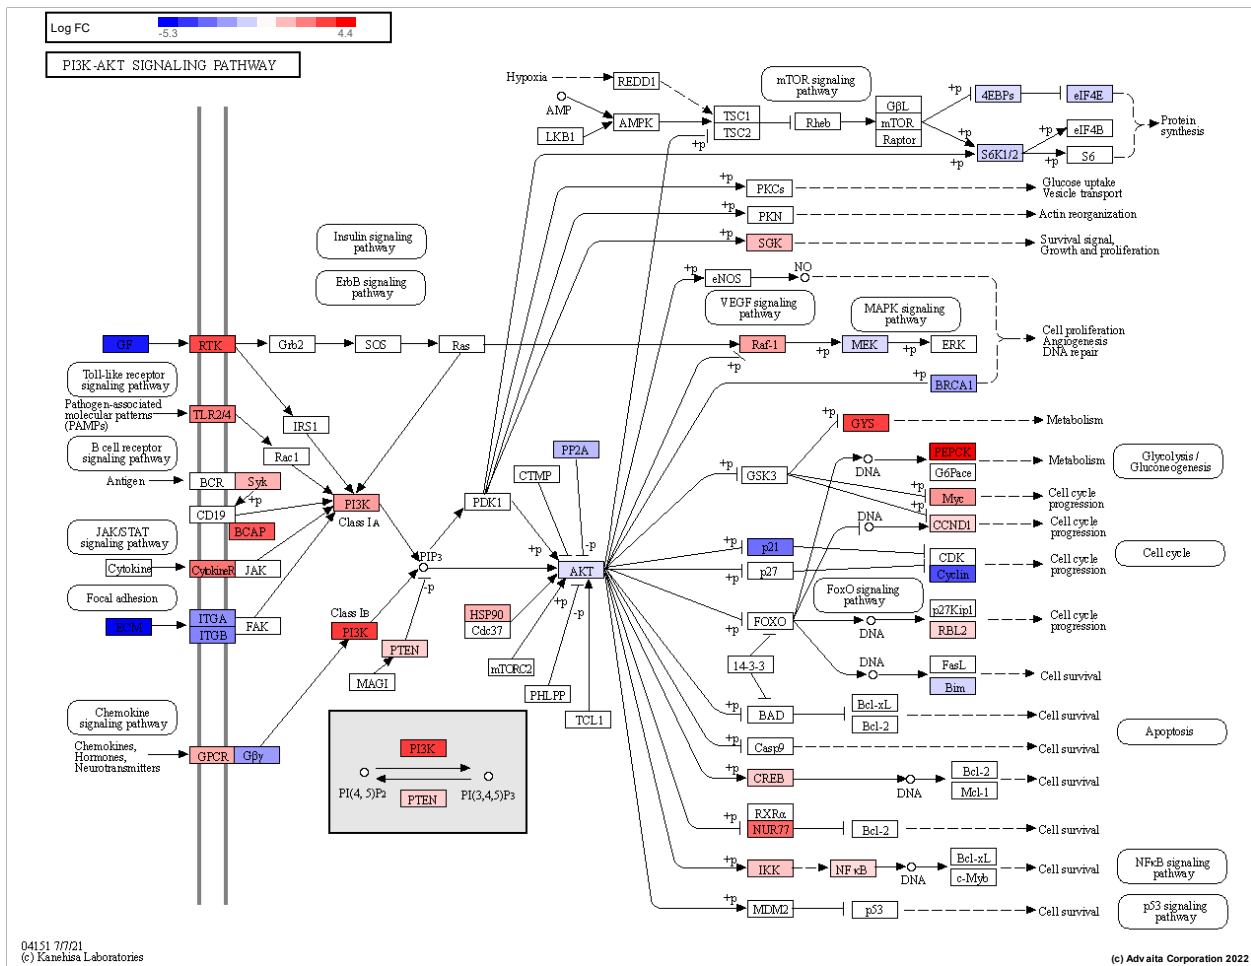 Log FC
-5.3
4.4
PI3K-AKT SIGNALING PATHWAY
Hypoxia
REDD1
mTOR signaling
pathway
AMP
LKB1
AMPK
TSC1
TSC2
Rheb
GβL
mTOR
Raptor
+p
4EBPs
eIF4E
+p
+p
S6K1/2
+p
+p
eIF4B
S6
Protein
synthesis
+p
+p
PKCs
Glucose uptake
Vesicle transport
+p
PKN
Actin reorganization
+p
SGK
Survival signal,
Growth and proliferation
Insulin signaling
pathway
ErbB signaling
pathway
+p
eNOS
NO
VEGF signaling
pathway
MAPK signaling
pathway
GF
RTK
Grb2
SOS
Ras
Raf-1
+p
+p
MEK
+p
ERK
Cell proliferation
Angiogenesis
DNA repair
+p
BRCA1
Toll-like receptor
signaling pathway
Pathogen-associated
molecular patterns
(PAMPs)
TLR2/4
IRS1
Rac1
+p
GYS
Metabolism
B cell receptor
signaling pathway
Antigen
BCR
Syk
+p
CD19
BCAP
PI3K
Class IA
PP2A
CTMP
PDK1
+p
GSK3
DNA
PEPCK
G6Pace
Metabolism
Glycolysis /
Gluconeogenesis
+p
Myc
Cell cycle
progression
+p
DNA
CCND1
Cell cycle
progression
JAK/STAT
signaling pathway
Cytokine
CytokineR
JAK
PIP3
-p
+p
-p
AKT
+p
-p
+p
p21
+p
p27
CDK
Cyclin
Cell cycle
progression
Cell cycle
Focal adhesion
ECM
ITGA
ITGB
FAK
Class IB
PI3K
PTEN
MAGI
HSP90
Cdc37
mTORC2
PHLPP
TCL1
FoxO signaling
pathway
+p
FOXO
DNA
p27Kip1
RBL2
Cell cycle
progression
14-3-3
DNA
FasL
Bim
Cell survival
Chemokine
signaling pathway
Chemokines,
Hormones,
Neurotransmitters
GPCR
Gβγ
PI3K
PI(4, 5)P2
PI(3,4,5)P3
PTEN
+p
BAD
Bcl-xL
Bcl-2
Cell survival
Apoptosis
+p
Casp9
Cell survival
+p
CREB
DNA
Bcl-2
Mcl-1
Cell survival
+p
RXRα
NUR77
Bcl-2
Cell survival
+p
IKK
NFκB
DNA
Bcl-xL
c-Myb
Cell survival
NFκB signaling
pathway
+p
MDM2
p53
Cell survival
p53 signaling
pathway
04151 7/7/21
(c) Kanehisa Laboratories
(c) Advaita Corporation 2022